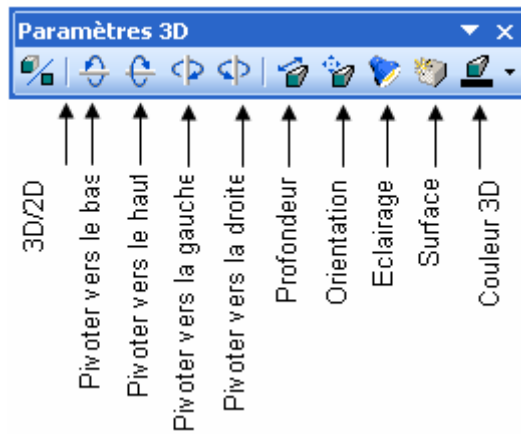 Paramètres 3D
3D/2D
Pivoter vers le bas
Pivoter vers le haut
Pivoter vers la gauche
Pivoter vers la droite
Profondeur
Orientation
Eclairage
Surface
Couleur 3D